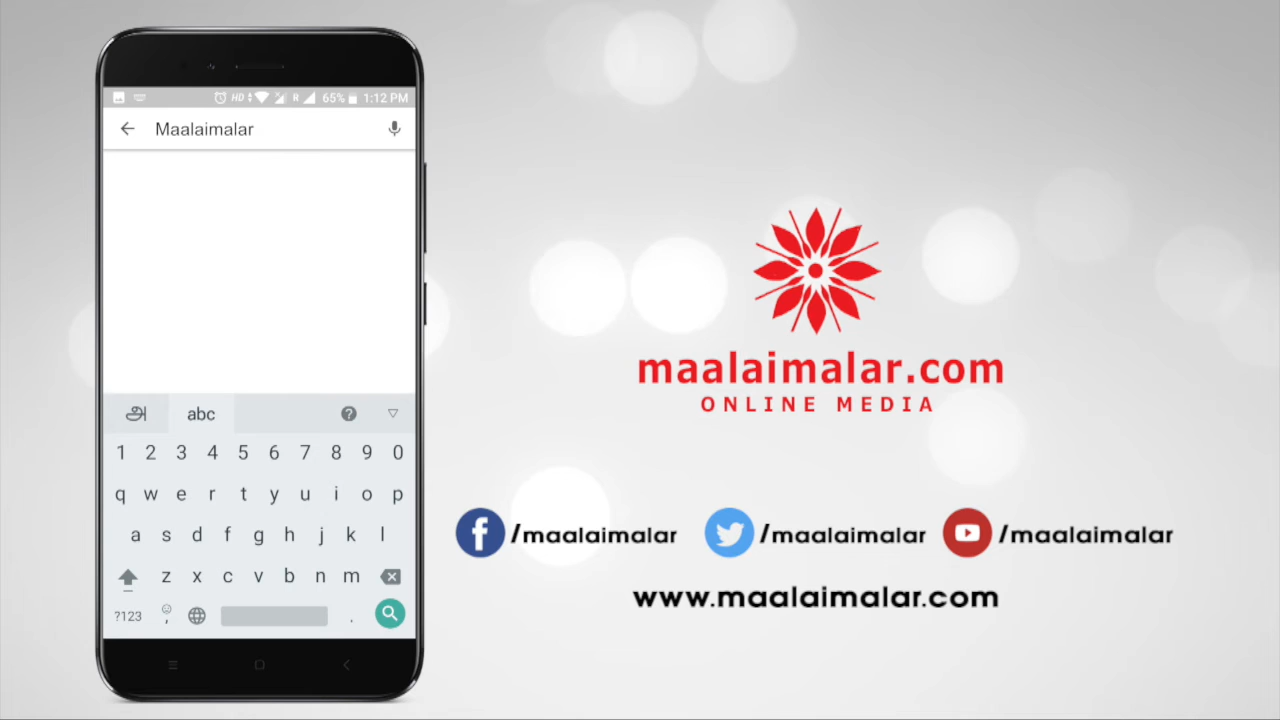 HD R 65% 1:12 PM
Maalaimalar
அ abc ?
1 2 3 4 5 6 7 8 9 0
q w e r t y u i o p
a s d f g h j k l
z x c v b n m
?123 , .
maalaimalar.com
ONLINE MEDIA
f /maalaimalar /maalaimalar /maalaimalar
www.maalaimalar.com